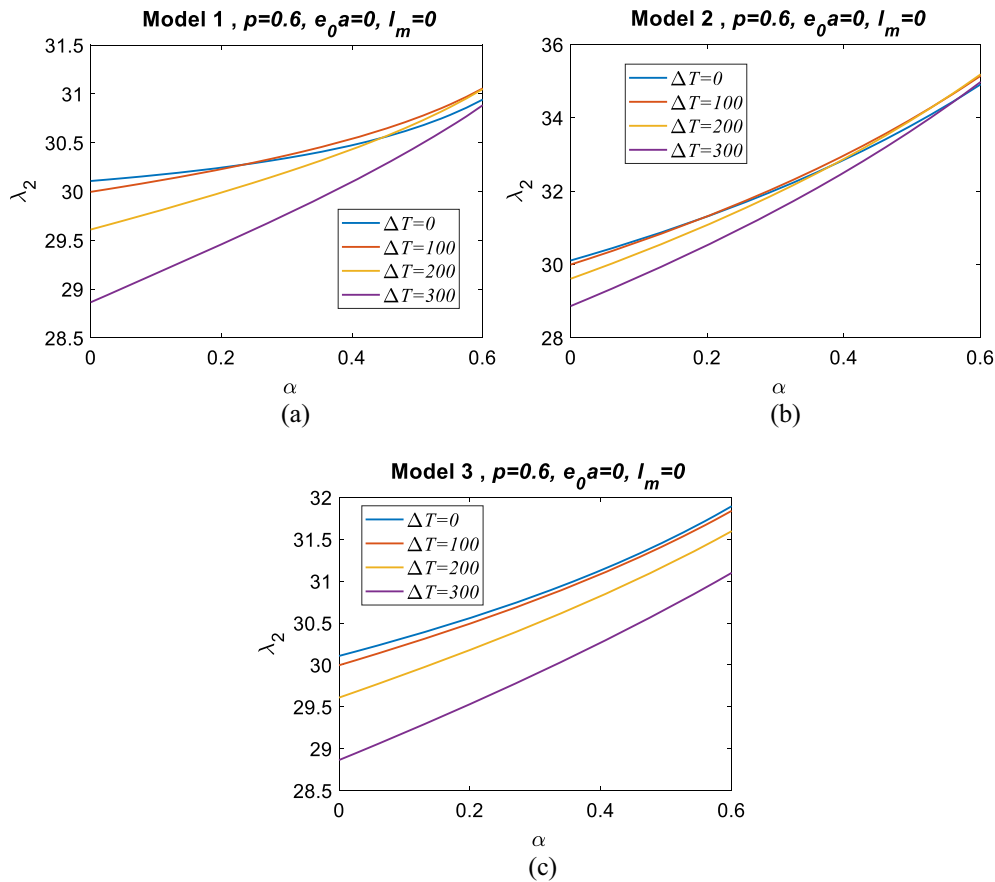 Model 1 , p=0.6, e₀a=0, lₘ=0
31.5
31
30.5
30
29.5
29
28.5
λ₂
ΔT=0
ΔT=100
ΔT=200
ΔT=300
0 0.2 0.4 0.6
α
(a)
Model 2 , p=0.6, e₀a=0, lₘ=0
36
34
32
30
28
λ₂
ΔT=0
ΔT=100
ΔT=200
ΔT=300
0 0.2 0.4 0.6
α
(b)
Model 3 , p=0.6, e₀a=0, lₘ=0
32
31.5
31
30.5
30
29.5
29
28.5
λ₂
ΔT=0
ΔT=100
ΔT=200
ΔT=300
0 0.2 0.4 0.6
α
(c)